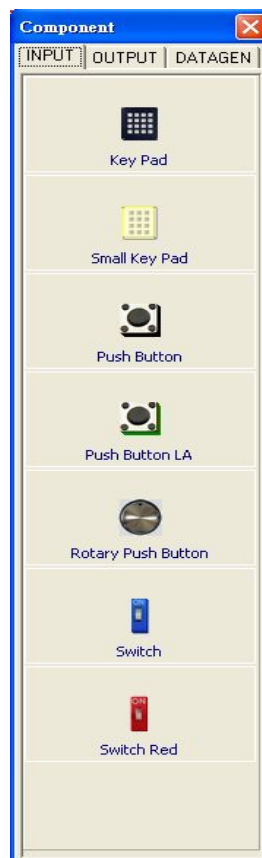 Component
INPUT OUTPUT DATAGEN
Key Pad
Small Key Pad
Push Button
Push Button LA
Rotary Push Button
ON
Switch
ON
Switch Red